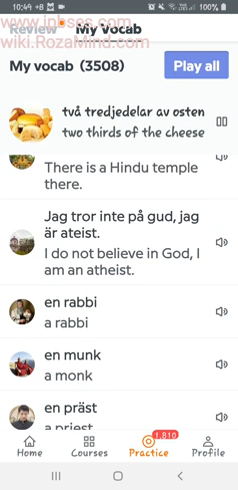 10:49 +B 100%
www.inbses.com
Review My Vocab
wiki.RozaMind.com
My vocab (3508) Play all
två tredjedelar av osten
two thirds of the cheese
There is a Hindu temple
there.
Jag tror inte på gud, jag
är ateist.
I do not believe in God, I
am an atheist.
en rabbi
a rabbi
en munk
a monk
en präst
a priest
1,810
Home Courses Practice Profile